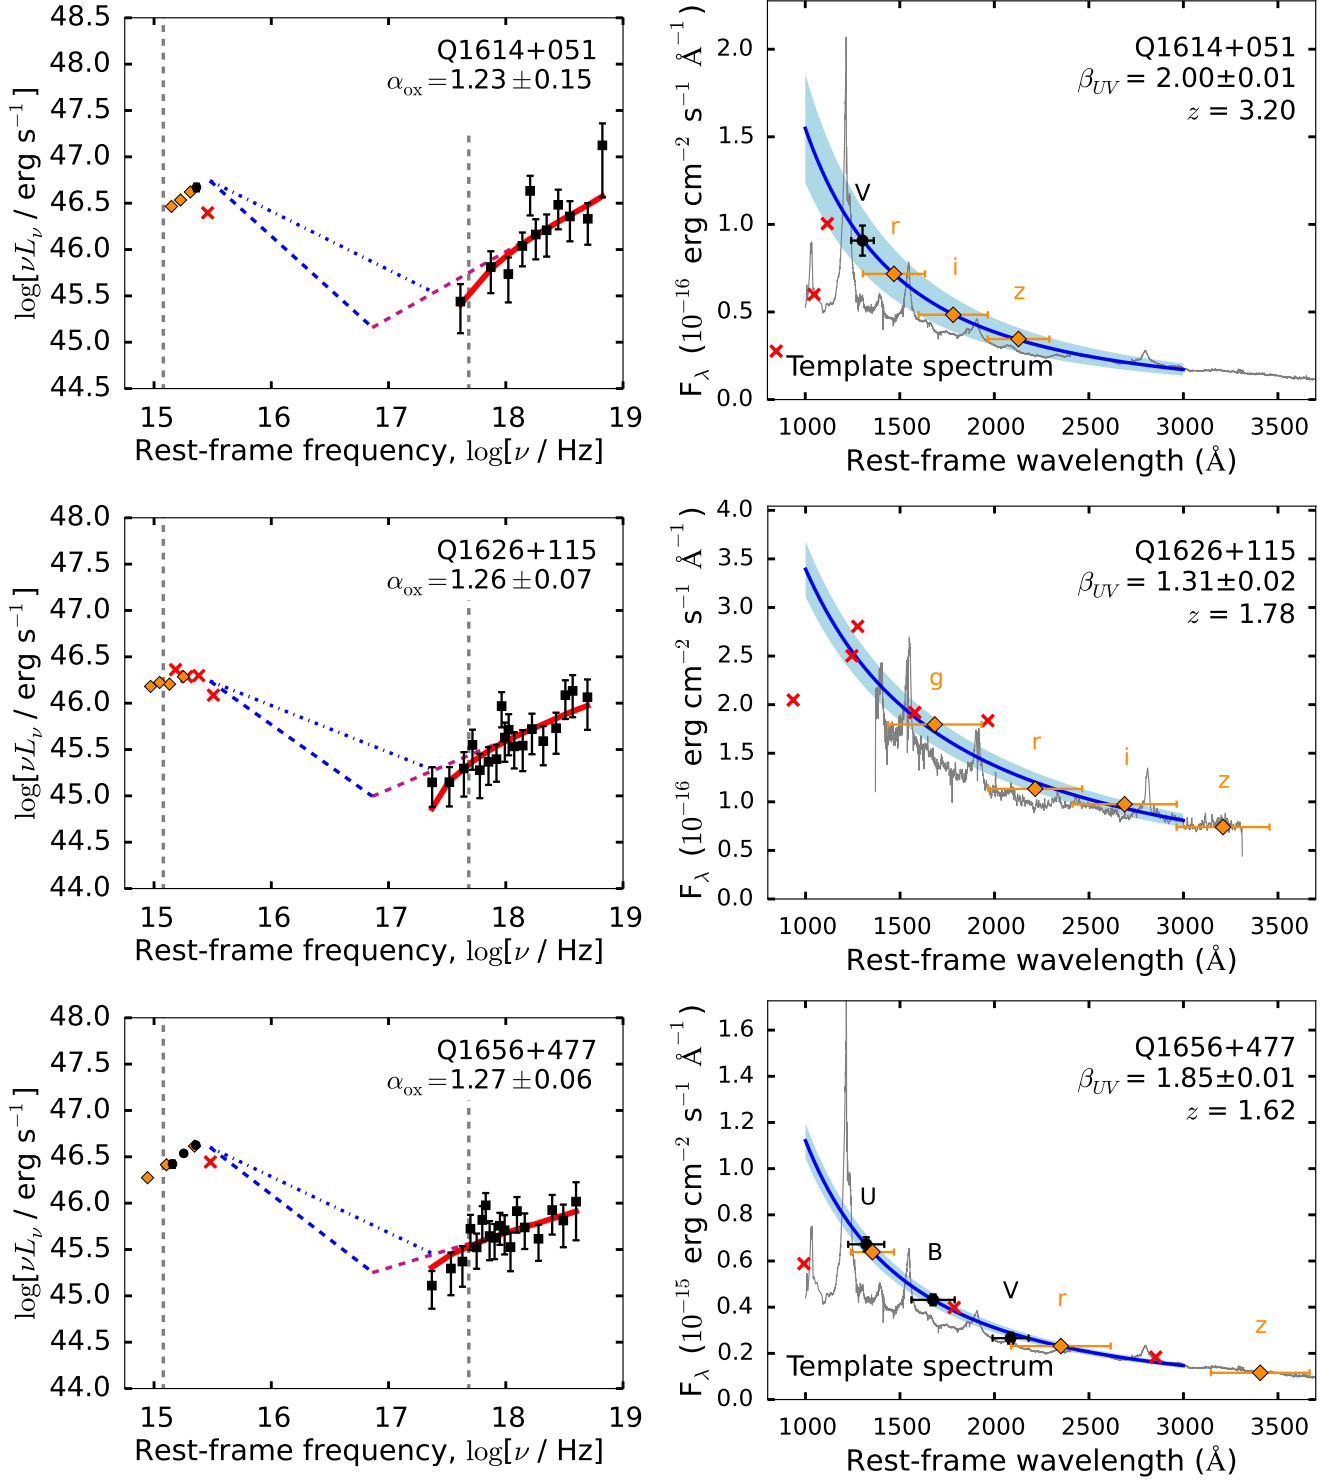 48.5
48.0
47.5
47.0
46.5
46.0
45.5
45.0
44.5
15 16 17 18 19
log[νLν / erg s−1]
Rest-frame frequency, log[ν / Hz]
Q1614+051
αox=1.23±0.15
2.0
1.5
1.0
0.5
0.0
1000 1500 2000 2500 3000 3500
Fλ (10−16 erg cm−2 s−1 Å−1)
Rest-frame wavelength (Å)
Q1614+051
βUV = 2.00±0.01
z = 3.20
V
r
i
z
Template spectrum
48.0
47.5
47.0
46.5
46.0
45.5
45.0
44.5
44.0
15 16 17 18 19
log[νLν / erg s−1]
Rest-frame frequency, log[ν / Hz]
Q1626+115
αox=1.26±0.07
4.0
3.5
3.0
2.5
2.0
1.5
1.0
0.5
0.0
1000 1500 2000 2500 3000 3500
Fλ (10−16 erg cm−2 s−1 Å−1)
Rest-frame wavelength (Å)
Q1626+115
βUV = 1.31±0.02
z = 1.78
g
r
i
z
48.0
47.5
47.0
46.5
46.0
45.5
45.0
44.5
44.0
15 16 17 18 19
log[νLν / erg s−1]
Rest-frame frequency, log[ν / Hz]
Q1656+477
αox=1.27±0.06
1.6
1.4
1.2
1.0
0.8
0.6
0.4
0.2
0.0
1000 1500 2000 2500 3000 3500
Fλ (10−15 erg cm−2 s−1 Å−1)
Rest-frame wavelength (Å)
Q1656+477
βUV = 1.85±0.01
z = 1.62
U
B
V
r
z
Template spectrum